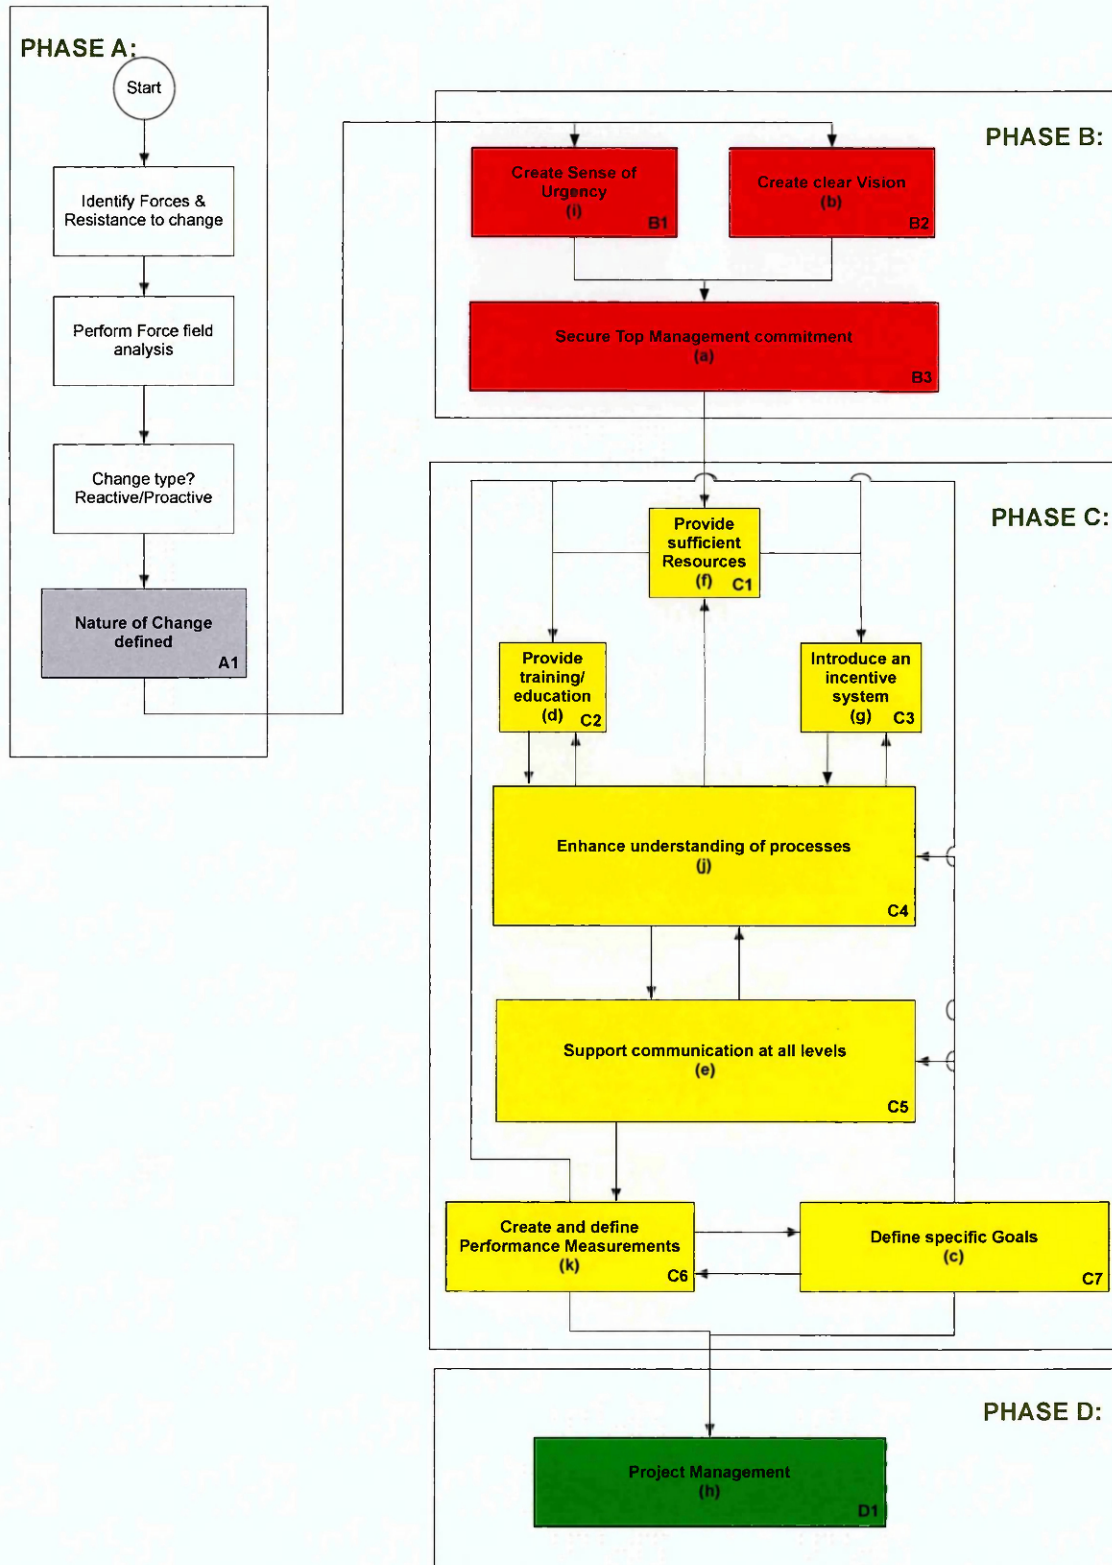 PHASE A:
Start
Identify Forces &
Resistance to change
Perform Force field
analysis
Change type?
Reactive/Proactive
Nature of Change
defined
A1
PHASE B:
Create Sense of
Urgency
(i)
B1
Create clear Vision
(b)
B2
Secure Top Management commitment
(a)
B3
PHASE C:
Provide
sufficient
Resources
(f)
C1
Provide
training/
education
(d)
C2
Introduce an
incentive
system
(g)
C3
Enhance understanding of processes
(j)
C4
Support communication at all levels
(e)
C5
Create and define
Performance Measurements
(k)
C6
Define specific Goals
(c)
C7
PHASE D:
Project Management
(h)
D1